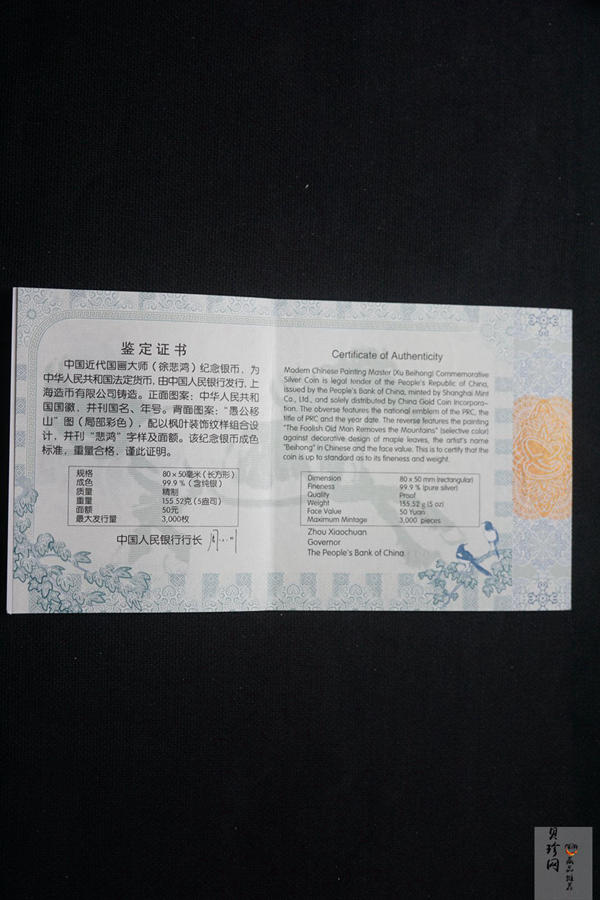 鉴定证书
中国近代国画大师（徐悲鸿）纪念银币，为
中华人民共和国法定货币，由中国人民银行发行，上
海造币有限公司铸造。正面图案：中华人民共和
国国徽，并刊国名、年号。背面图案：“愚公移
山”图（局部彩色），配以枫叶装饰纹样组合设
计，并刊“悲鸿”字样及面额。该纪念银币成色
标准，重量合格，谨此证明。
规格 80×50毫米（长方形）
成色 99.9％（含纯银）
质量 精制
重量 155.52克（5盎司）
面额 50元
最大发行量 3,000枚
中国人民银行行长
Certificate of Authenticity
Modern Chinese Painting Master (Xu Beihong) Commemorative
Silver Coin is legal tender of the People's Republic of China,
issued by the People's Bank of China, minted by Shanghai Mint
Co., Ltd., and solely distributed by China Gold Coin Incorpora-
tion. The obverse features the national emblem of the PRC, the
title of PRC and the year date. The reverse features the painting
"The Foolish Old Man Removes the Mountains" (selective color)
against decorative design of maple leaves, the artist's name
"Beihong" in Chinese and the face value. This is to certify that the
coin is up to standard as to its fineness and weight.
Dimension 80 x 50 mm (rectangular)
Fineness 99.9 % (pure silver)
Quality Proof
Weight 155.52 g (5 oz)
Face Value 50 Yuan
Maximum Mintage 3,000 pieces
Zhou Xiaochuan
Governor
The People's Bank of China
贝珍网
藏品推荐